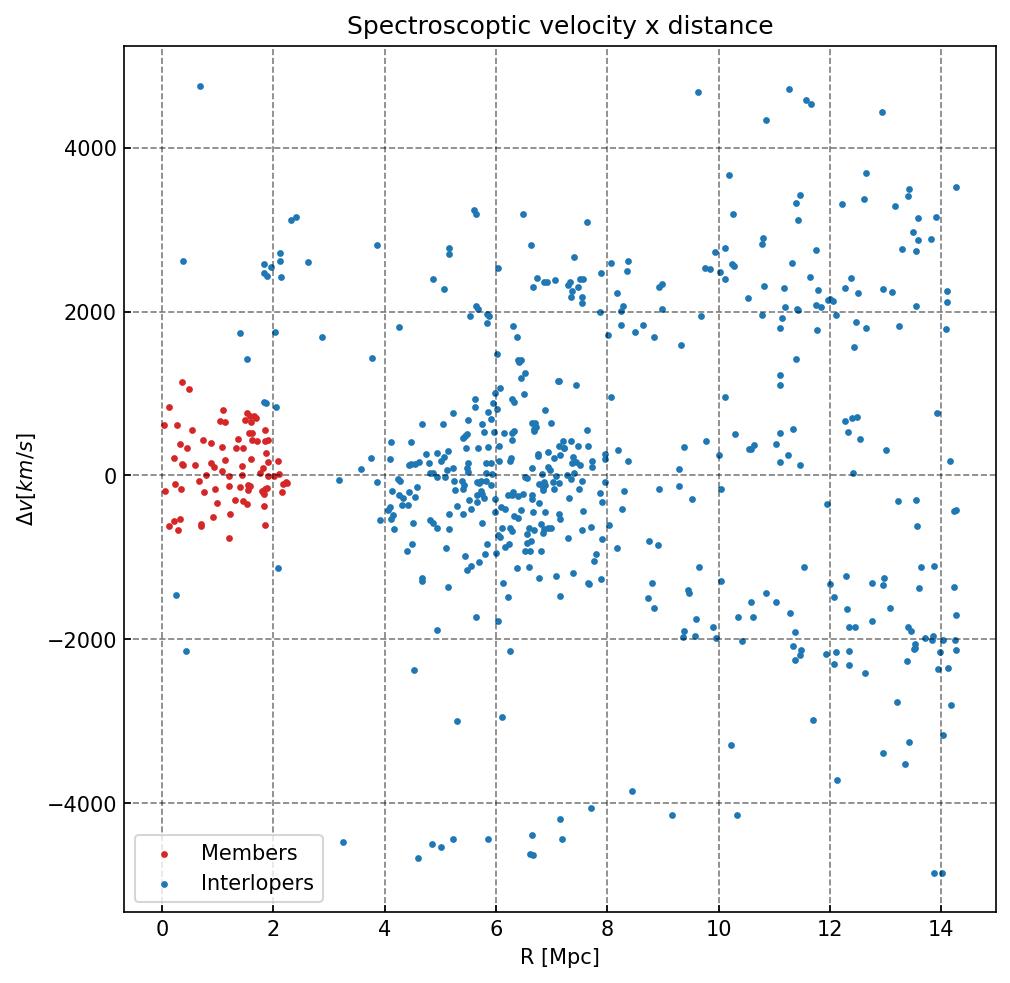 Spectroscoptic velocity x distance
4000
2000
0
−2000
−4000
Δv[km/s]
Members
Interlopers
0 2 4 6 8 10 12 14
R [Mpc]